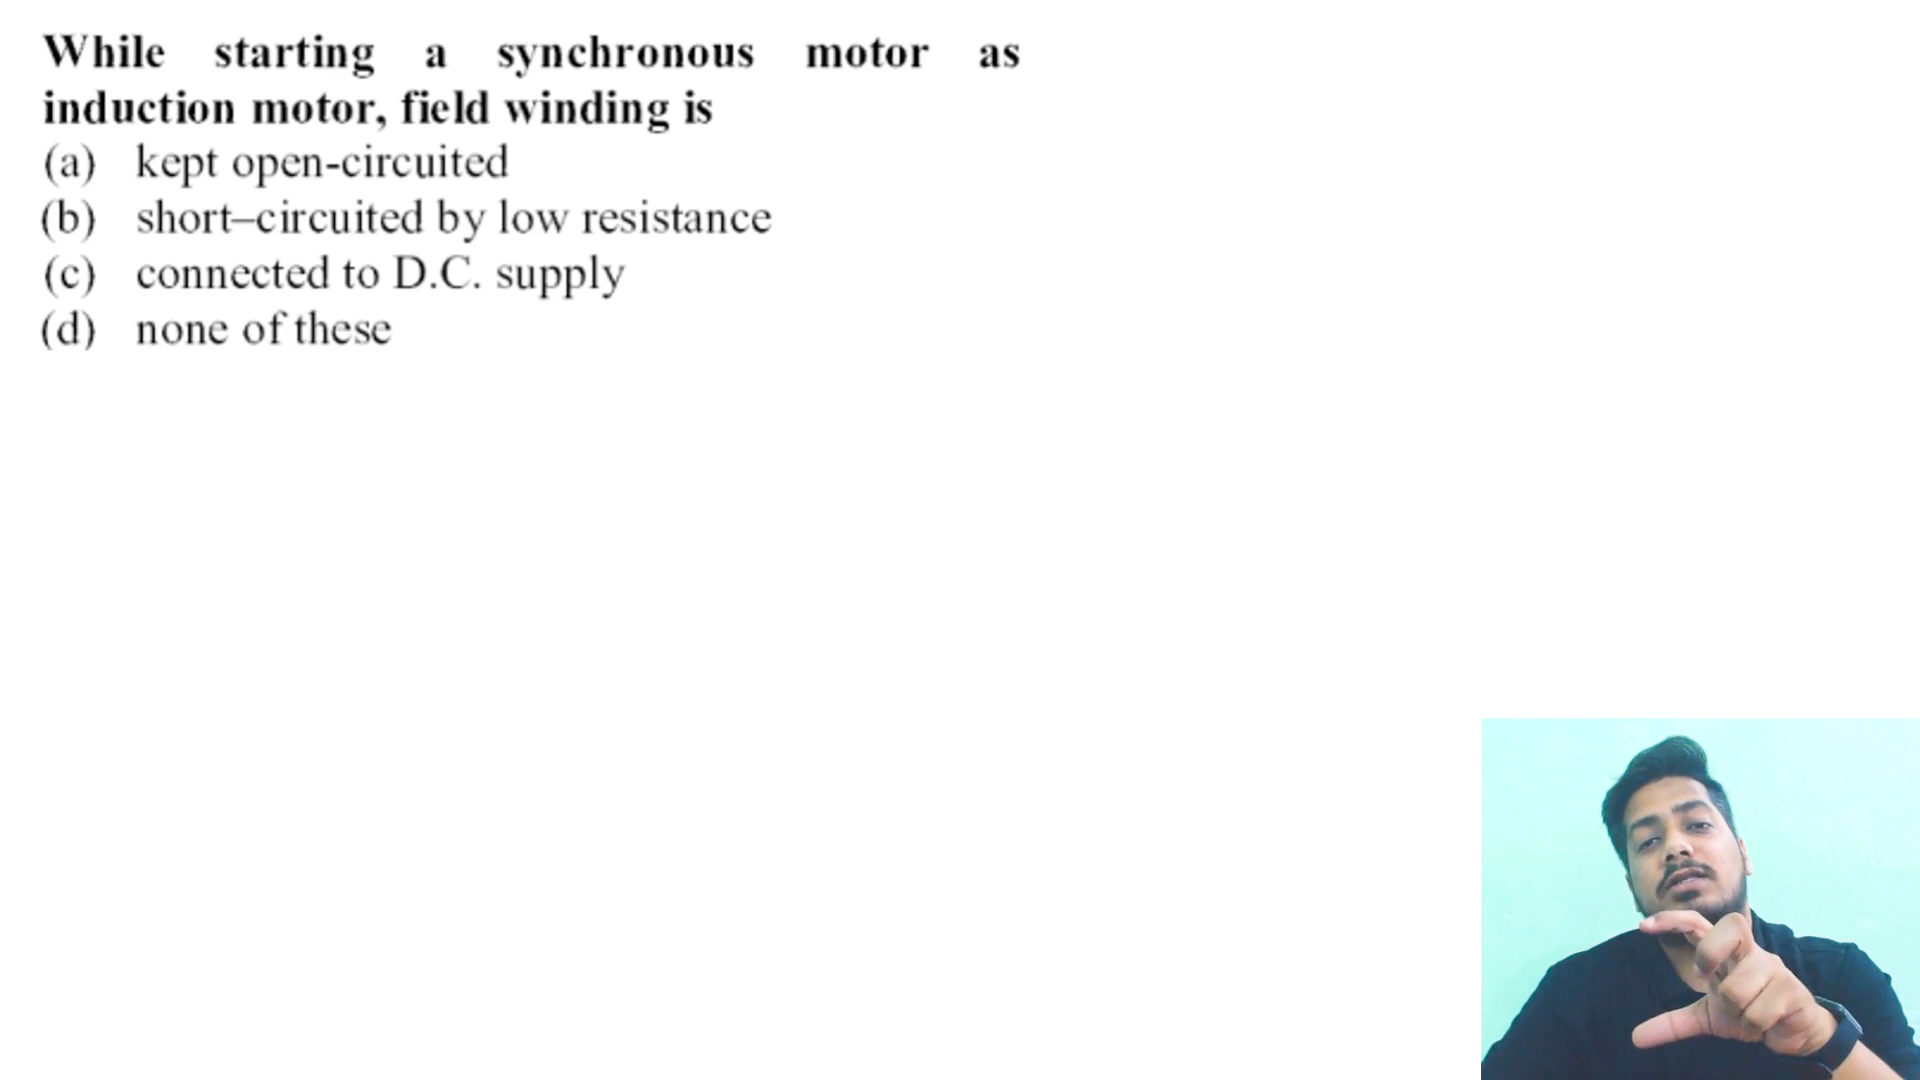 While starting a synchronous motor as
induction motor, field winding is
(a) kept open-circuited
(b) short–circuited by low resistance
(c) connected to D.C. supply
(d) none of these